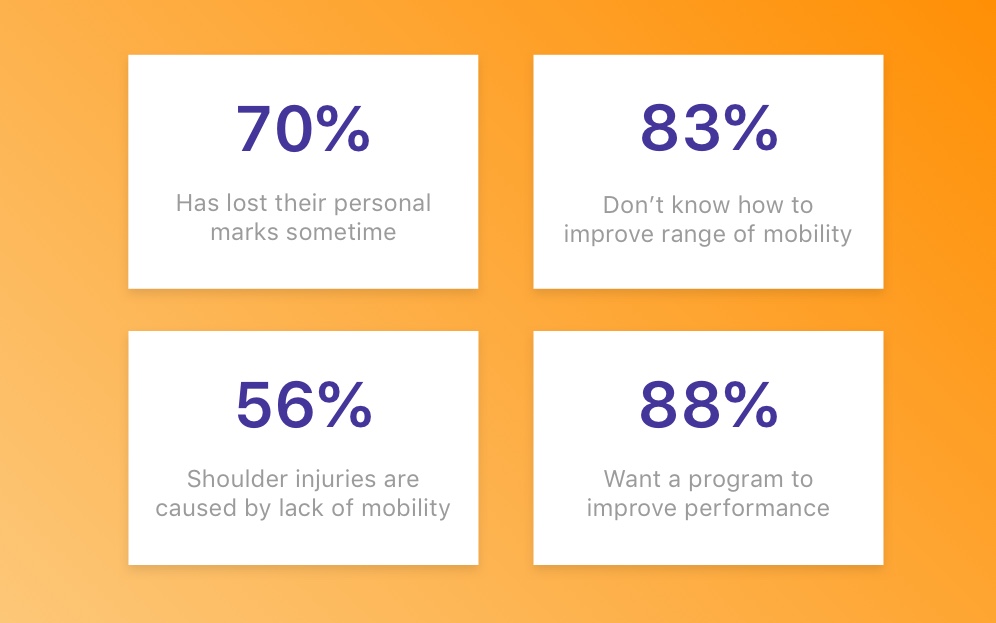 70%
Has lost their personal
marks sometime
83%
Don’t know how to
improve range of mobility
56%
Shoulder injuries are
caused by lack of mobility
88%
Want a program to
improve performance